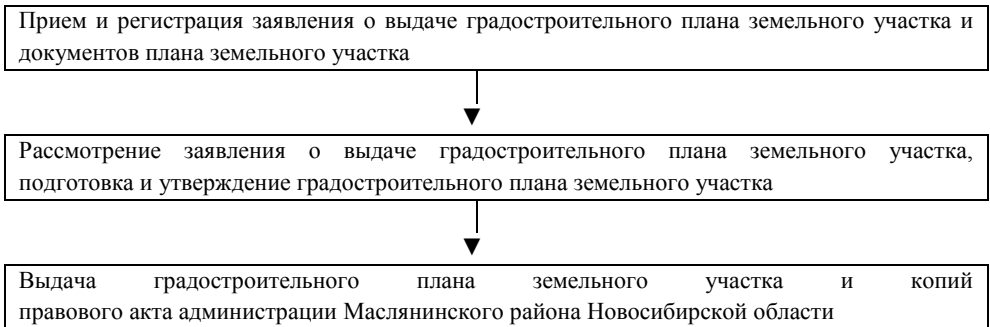 Прием и регистрация заявления о выдаче градостроительного плана земельного участка и
документов плана земельного участка
Рассмотрение заявления о выдаче градостроительного плана земельного участка,
подготовка и утверждение градостроительного плана земельного участка
Выдача градостроительного плана земельного участка и копий
правового акта администрации Маслянинского района Новосибирской области